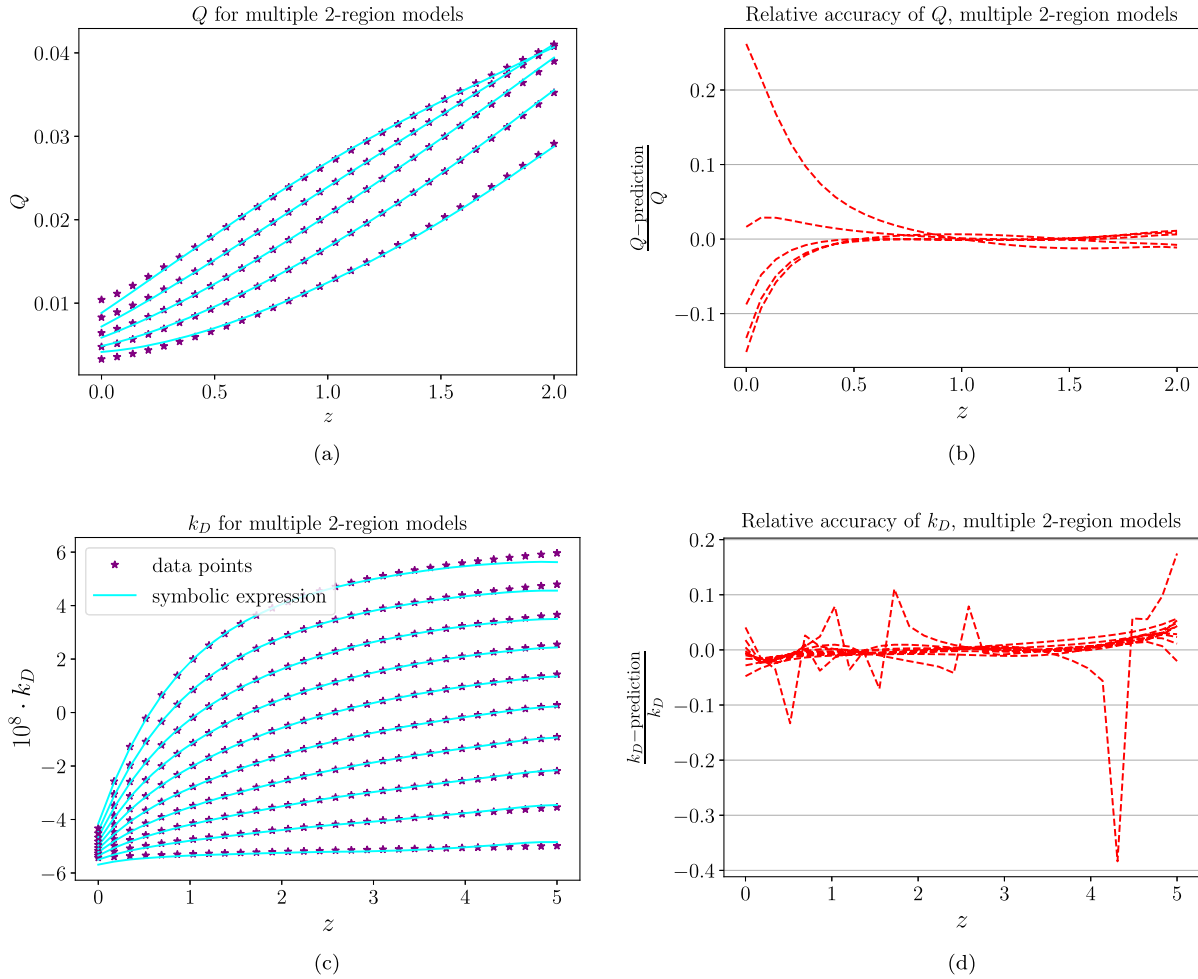 Q for multiple 2-region models
0.04
0.03
0.02
0.01
Q
0.0
0.5
1.0
1.5
2.0
z
(a)
Relative accuracy of Q, multiple 2-region models
0.2
0.1
0.0
−0.1
Q−prediction
Q
0.0
0.5
1.0
1.5
2.0
z
(b)
k_D for multiple 2-region models
data points
symbolic expression
6
4
2
0
−2
−4
−6
10^8 · k_D
0
1
2
3
4
5
z
(c)
Relative accuracy of k_D, multiple 2-region models
0.2
0.1
0.0
−0.1
−0.2
−0.3
−0.4
k_D−prediction
k_D
0
1
2
3
4
5
z
(d)